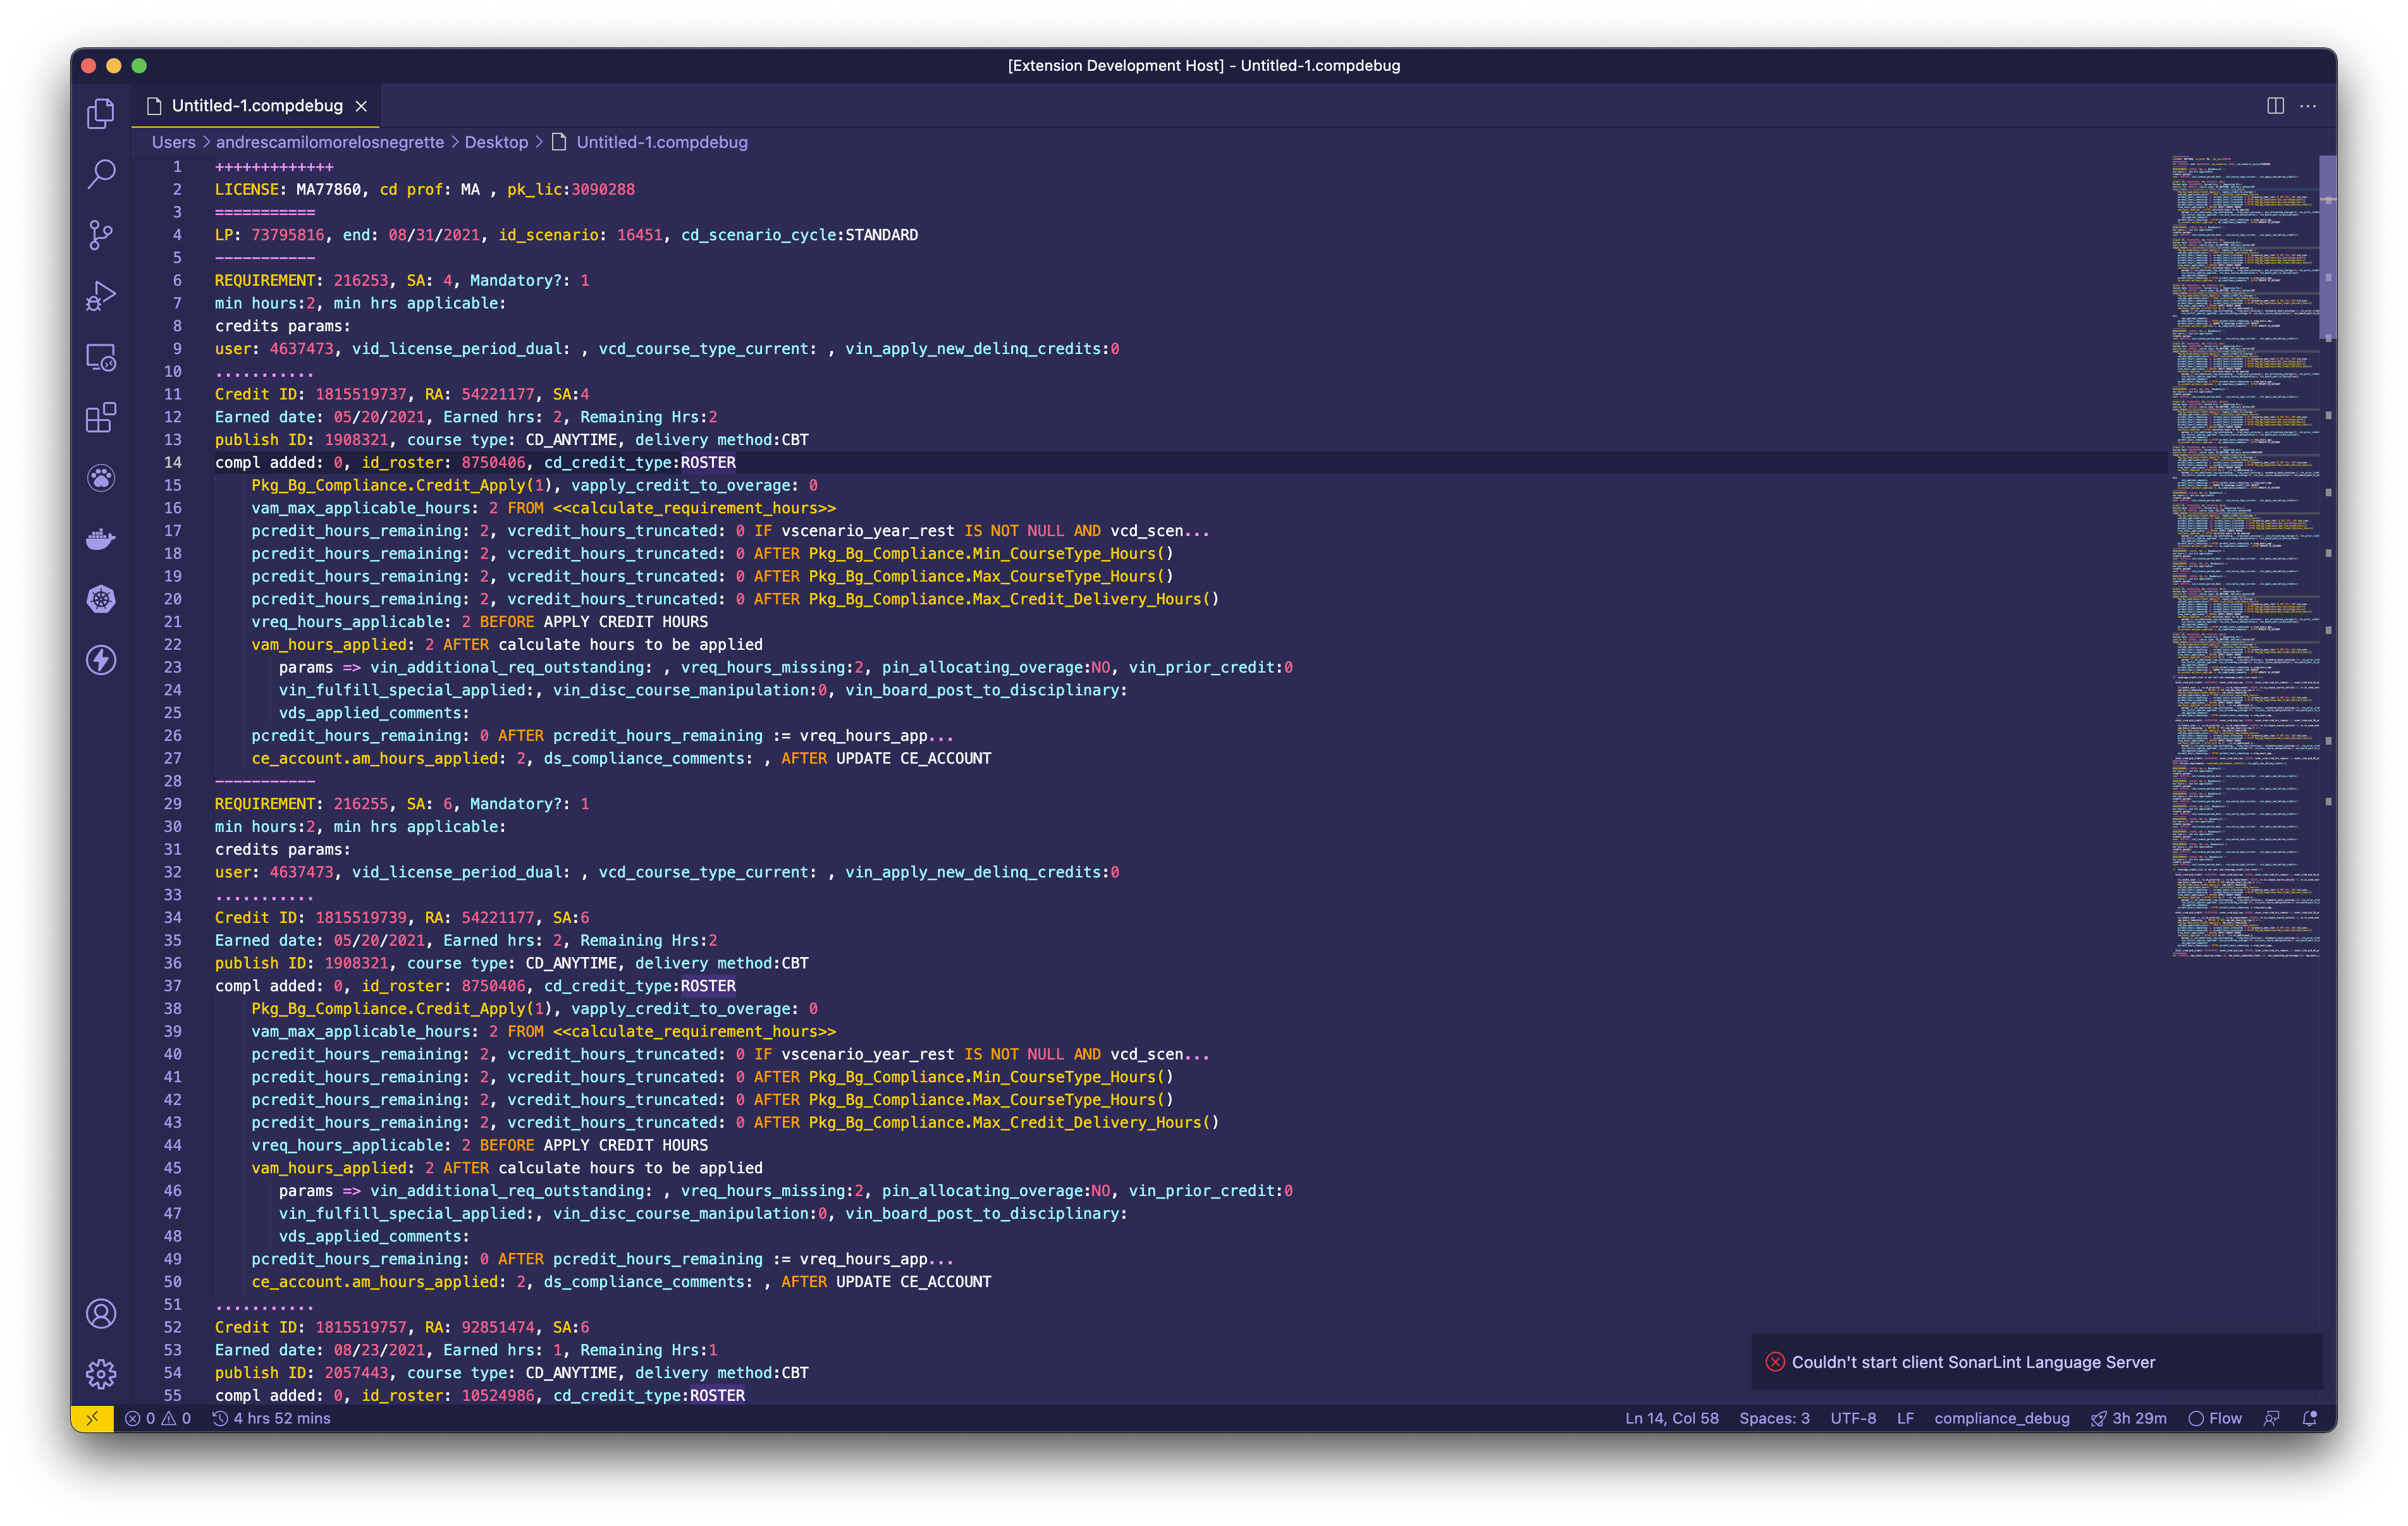 [Extension Development Host] - Untitled-1.compdebug
Untitled-1.compdebug
Users > andrescamilomorelosnegrette > Desktop > Untitled-1.compdebug
1 +++++++++++++
2 LICENSE: MA77860, cd prof: MA , pk_lic:3090288
3 ===========
4 LP: 73795816, end: 08/31/2021, id_scenario: 16451, cd_scenario_cycle:STANDARD
5 -----------
6 REQUIREMENT: 216253, SA: 4, Mandatory?: 1
7 min hours:2, min hrs applicable:
8 credits params:
9 user: 4637473, vid_license_period_dual: , vcd_course_type_current: , vin_apply_new_delinq_credits:0
10 ...........
11 Credit ID: 1815519737, RA: 54221177, SA:4
12 Earned date: 05/20/2021, Earned hrs: 2, Remaining Hrs:2
13 publish ID: 1908321, course type: CD_ANYTIME, delivery method:CBT
14 compl added: 0, id_roster: 8750406, cd_credit_type:ROSTER
15 Pkg_Bg_Compliance.Credit_Apply(1), vapply_credit_to_overage: 0
16 vam_max_applicable_hours: 2 FROM <<calculate_requirement_hours>>
17 pcredit_hours_remaining: 2, vcredit_hours_truncated: 0 IF vscenario_year_rest IS NOT NULL AND vcd_scen...
18 pcredit_hours_remaining: 2, vcredit_hours_truncated: 0 AFTER Pkg_Bg_Compliance.Min_CourseType_Hours()
19 pcredit_hours_remaining: 2, vcredit_hours_truncated: 0 AFTER Pkg_Bg_Compliance.Max_CourseType_Hours()
20 pcredit_hours_remaining: 2, vcredit_hours_truncated: 0 AFTER Pkg_Bg_Compliance.Max_Credit_Delivery_Hours()
21 vreq_hours_applicable: 2 BEFORE APPLY CREDIT HOURS
22 vam_hours_applied: 2 AFTER calculate hours to be applied
23 params => vin_additional_req_outstanding: , vreq_hours_missing:2, pin_allocating_overage:NO, vin_prior_credit:0
24 vin_fulfill_special_applied:, vin_disc_course_manipulation:0, vin_board_post_to_disciplinary:
25 vds_applied_comments:
26 pcredit_hours_remaining: 0 AFTER pcredit_hours_remaining := vreq_hours_app...
27 ce_account.am_hours_applied: 2, ds_compliance_comments: , AFTER UPDATE CE_ACCOUNT
28 -----------
29 REQUIREMENT: 216255, SA: 6, Mandatory?: 1
30 min hours:2, min hrs applicable:
31 credits params:
32 user: 4637473, vid_license_period_dual: , vcd_course_type_current: , vin_apply_new_delinq_credits:0
33 ...........
34 Credit ID: 1815519739, RA: 54221177, SA:6
35 Earned date: 05/20/2021, Earned hrs: 2, Remaining Hrs:2
36 publish ID: 1908321, course type: CD_ANYTIME, delivery method:CBT
37 compl added: 0, id_roster: 8750406, cd_credit_type:ROSTER
38 Pkg_Bg_Compliance.Credit_Apply(1), vapply_credit_to_overage: 0
39 vam_max_applicable_hours: 2 FROM <<calculate_requirement_hours>>
40 pcredit_hours_remaining: 2, vcredit_hours_truncated: 0 IF vscenario_year_rest IS NOT NULL AND vcd_scen...
41 pcredit_hours_remaining: 2, vcredit_hours_truncated: 0 AFTER Pkg_Bg_Compliance.Min_CourseType_Hours()
42 pcredit_hours_remaining: 2, vcredit_hours_truncated: 0 AFTER Pkg_Bg_Compliance.Max_CourseType_Hours()
43 pcredit_hours_remaining: 2, vcredit_hours_truncated: 0 AFTER Pkg_Bg_Compliance.Max_Credit_Delivery_Hours()
44 vreq_hours_applicable: 2 BEFORE APPLY CREDIT HOURS
45 vam_hours_applied: 2 AFTER calculate hours to be applied
46 params => vin_additional_req_outstanding: , vreq_hours_missing:2, pin_allocating_overage:NO, vin_prior_credit:0
47 vin_fulfill_special_applied:, vin_disc_course_manipulation:0, vin_board_post_to_disciplinary:
48 vds_applied_comments:
49 pcredit_hours_remaining: 0 AFTER pcredit_hours_remaining := vreq_hours_app...
50 ce_account.am_hours_applied: 2, ds_compliance_comments: , AFTER UPDATE CE_ACCOUNT
51 ...........
52 Credit ID: 1815519757, RA: 92851474, SA:6
53 Earned date: 08/23/2021, Earned hrs: 1, Remaining Hrs:1
54 publish ID: 2057443, course type: CD_ANYTIME, delivery method:CBT
55 compl added: 0, id_roster: 10524986, cd_credit_type:ROSTER
Couldn't start client SonarLint Language Server
0 0 4 hrs 52 mins Ln 14, Col 58 Spaces: 3 UTF-8 LF compliance_debug 3h 29m Flow